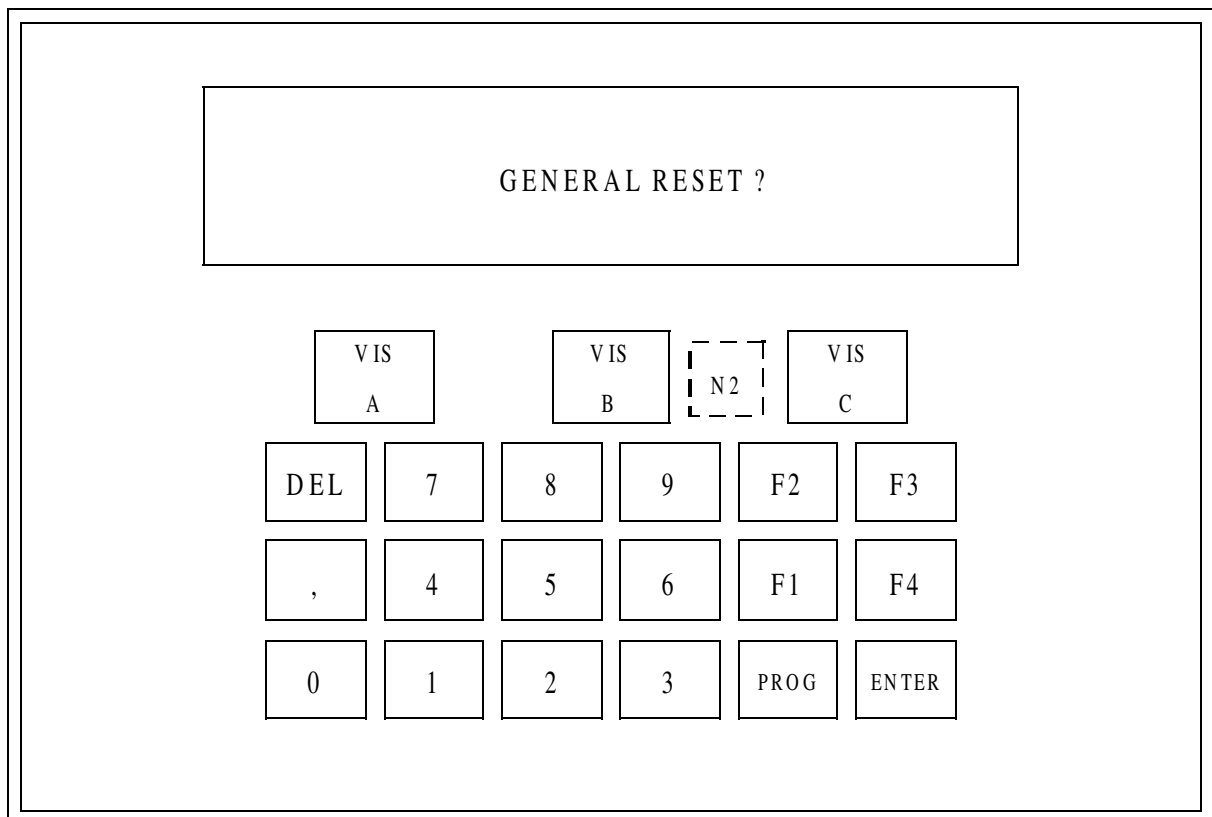 GENERAL RESET ?
VIS A VIS B N2 VIS C
DEL 7 8 9 F2 F3
, 4 5 6 F1 F4
0 1 2 3 PROG ENTER